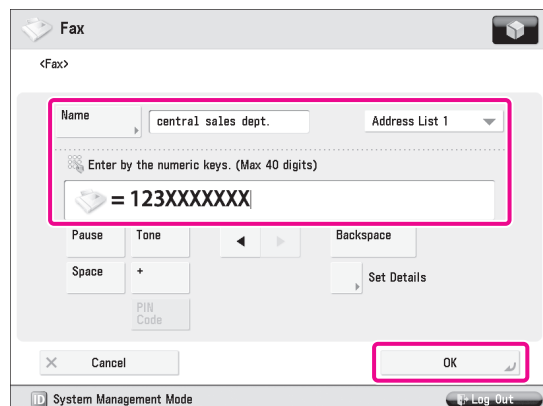 Fax
<Fax>
Name central sales dept. Address List 1
Enter by the numeric keys. (Max 40 digits)
= 123XXXXXXX
Pause Tone Backspace
Space + Set Details
PIN
Code
Cancel OK
ID System Management Mode Log Out